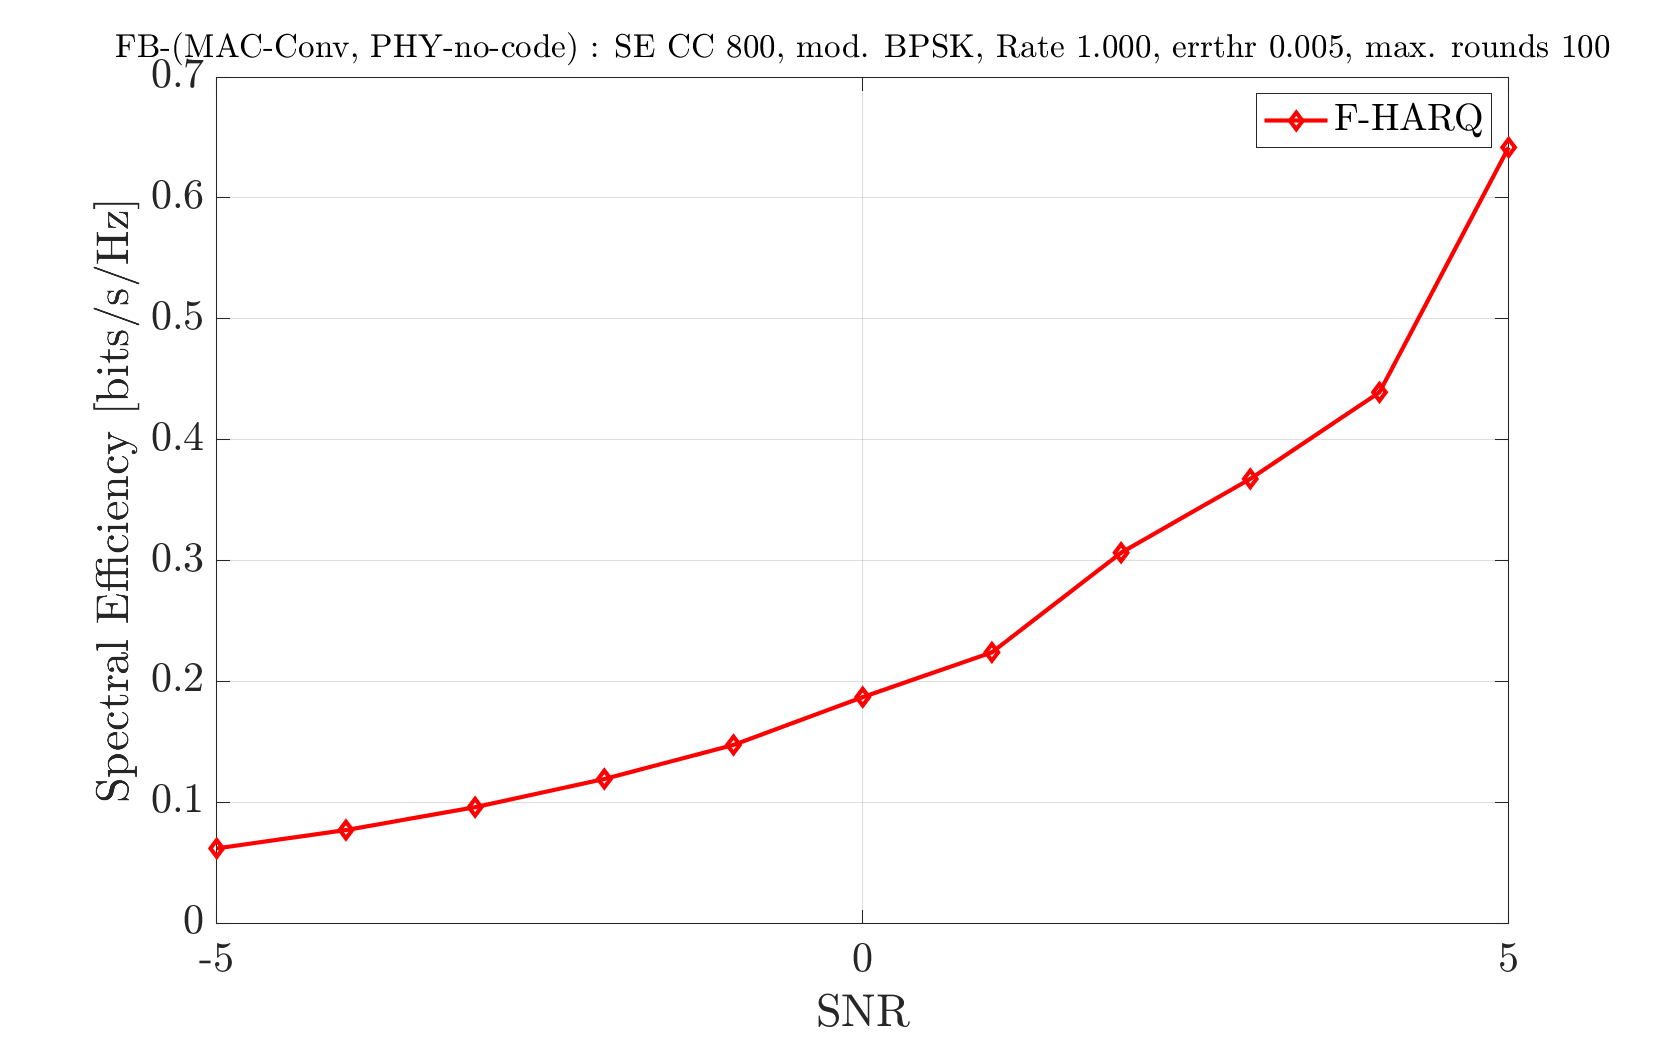 FB-(MAC-Conv, PHY-no-code) : SE CC 800, mod. BPSK, Rate 1.000, errthr 0.005, max. rounds 100
F-HARQ
Spectral Efficiency [bits/s/Hz]
0.7
0.6
0.5
0.4
0.3
0.2
0.1
0
-5
0
5
SNR